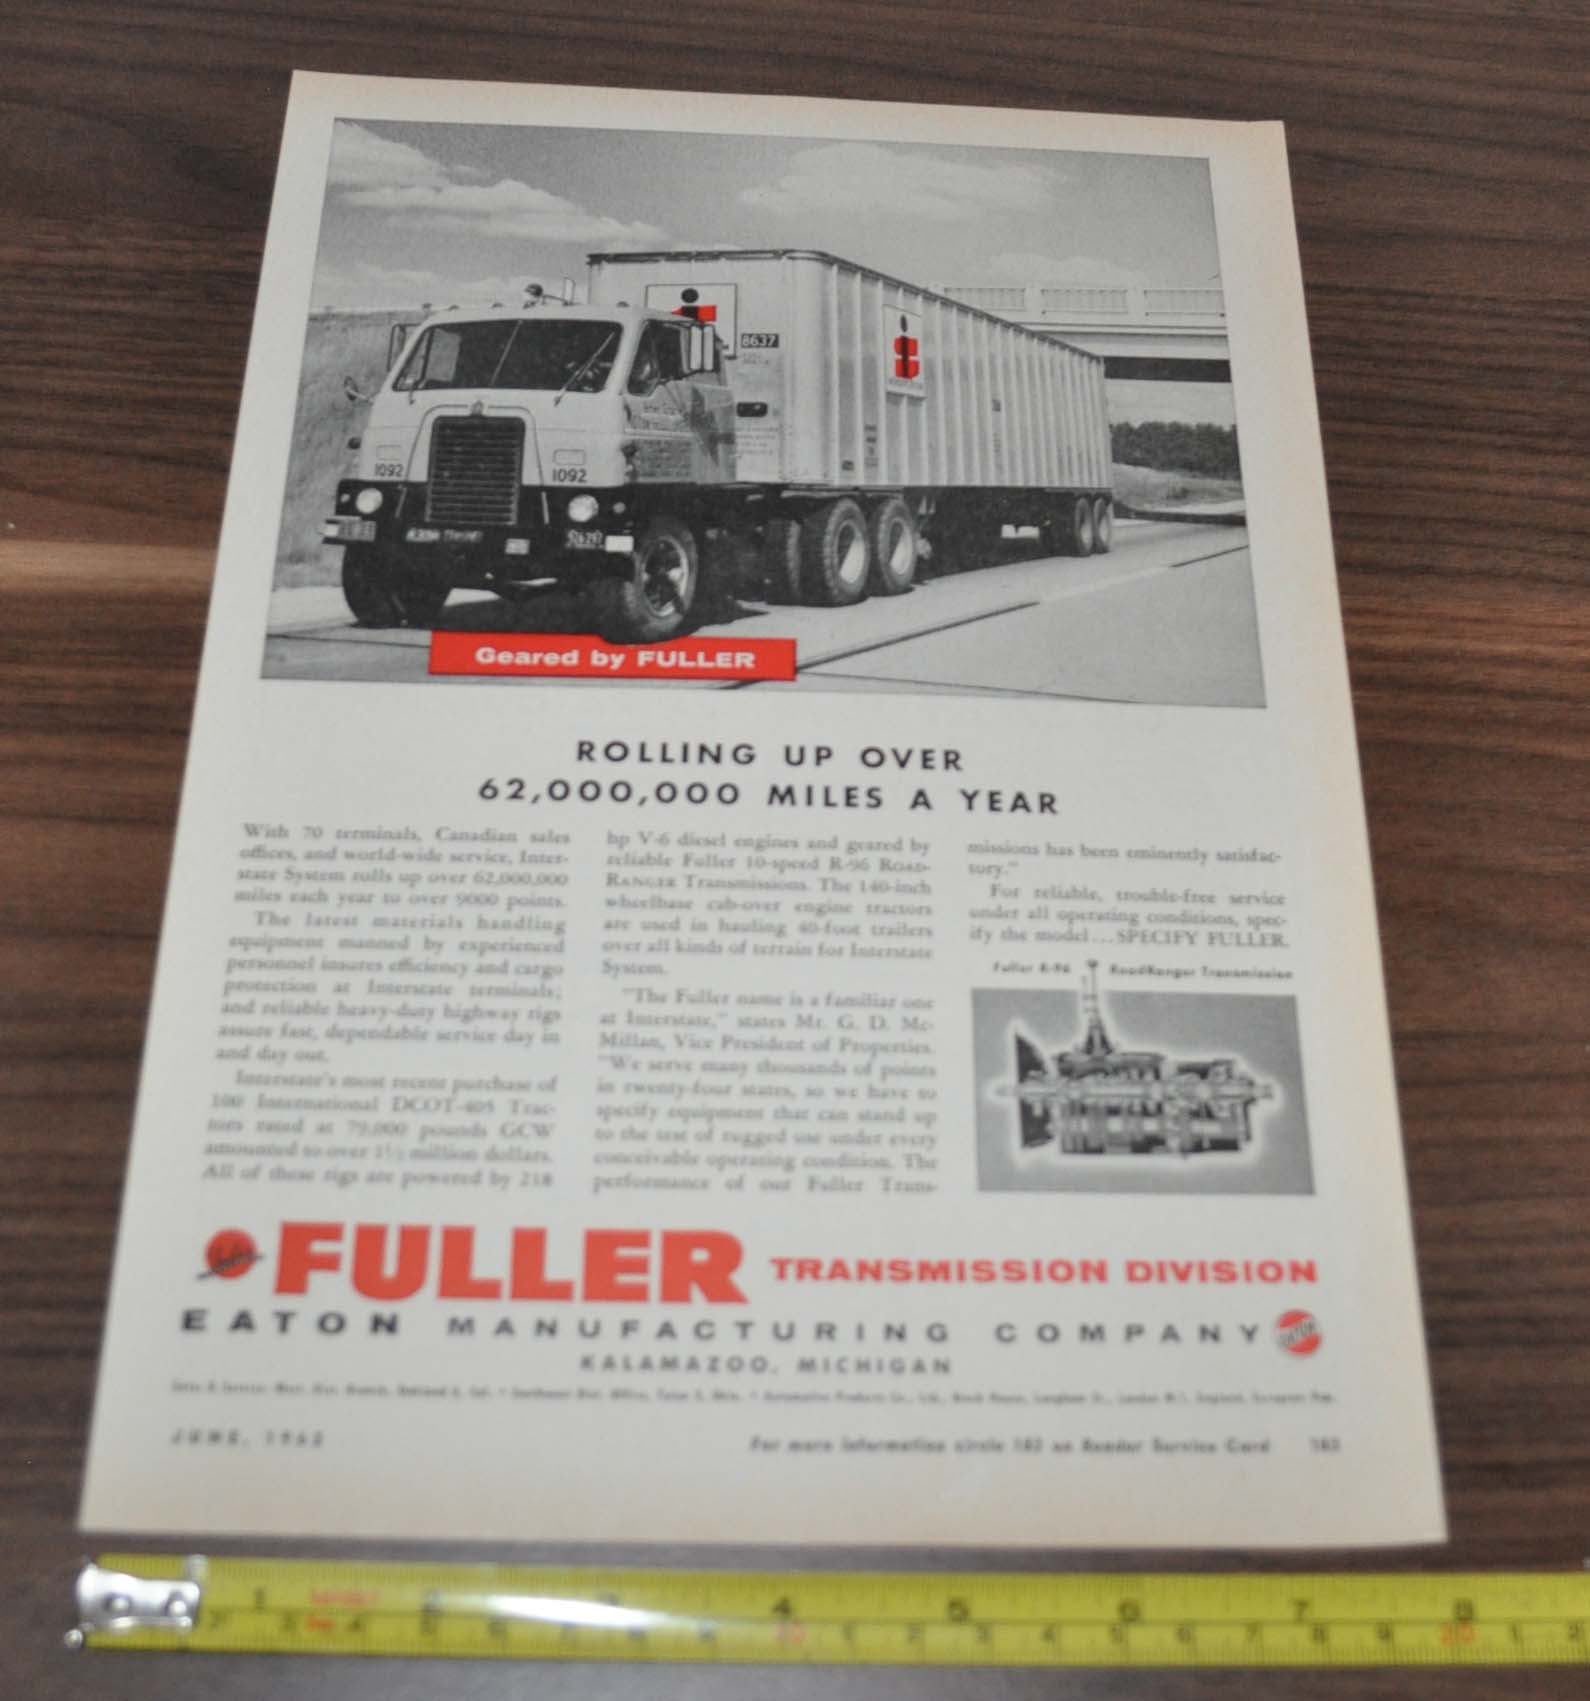 8637
1092
1092
Geared by FULLER
ROLLING UP OVER
62,000,000 MILES A YEAR
With 70 terminals, Canadian sales
offices, and world-wide service, Inter-
state System rolls up over 62,000,000
miles each year to over 9000 points.
The latest materials handling
equipment manned by experienced
personnel insures efficiency and cargo
protection at Interstate terminals;
and reliable heavy-duty highway rigs
assure fast, dependable service day in
and day out.
Interstate's most recent purchase of
100 International DCOT-405 Trac-
tors rated at 79,000 pounds GCW
amounted to over 1½ million dollars.
All of these rigs are powered by 218
hp V-6 diesel engines and geared by
reliable Fuller 10-speed R-96 ROAD-
RANGER Transmissions. The 140-inch
wheelbase cab-over engine tractors
are used in hauling 40-foot trailers
over all kinds of terrain for Interstate
System.
"The Fuller name is a familiar one
at Interstate," states Mr. G. D. Mc-
Millan, Vice President of Properties.
"We serve many thousands of points
in twenty-four states, so we have to
specify equipment that can stand up
to the test of rugged use under every
conceivable operating condition. The
performance of our Fuller Trans-
missions has been eminently satisfac-
tory."
For reliable, trouble-free service
under all operating conditions, spec-
ify the model...SPECIFY FULLER.
Fuller R-96 RoadRanger Transmission
FULLER TRANSMISSION DIVISION
EATON MANUFACTURING COMPANY
EATON
KALAMAZOO, MICHIGAN
JUNE,
For more information circle 183 on Reader Service Card 183
1 2 3 4 5 6 7 8